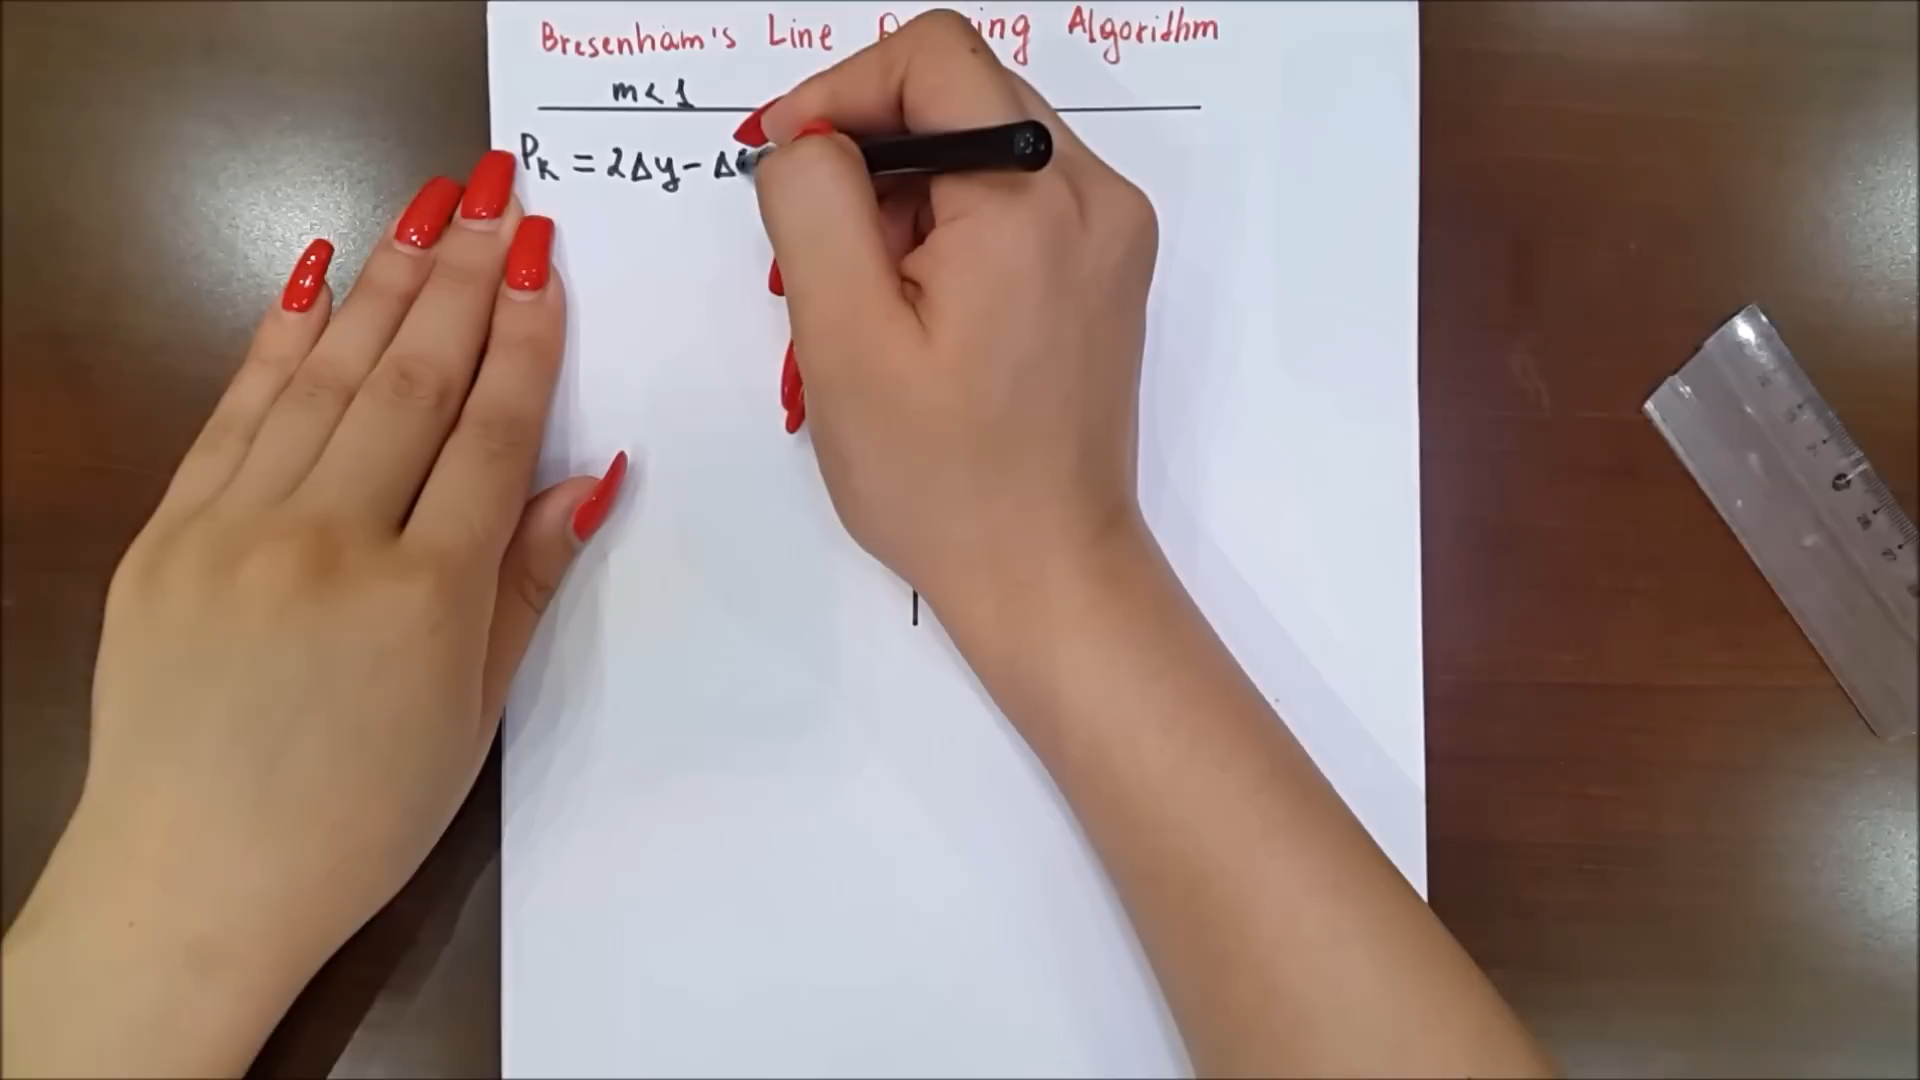 Bresenham's Line Algorithm
m < 1
Pk = 2Δy - Δ